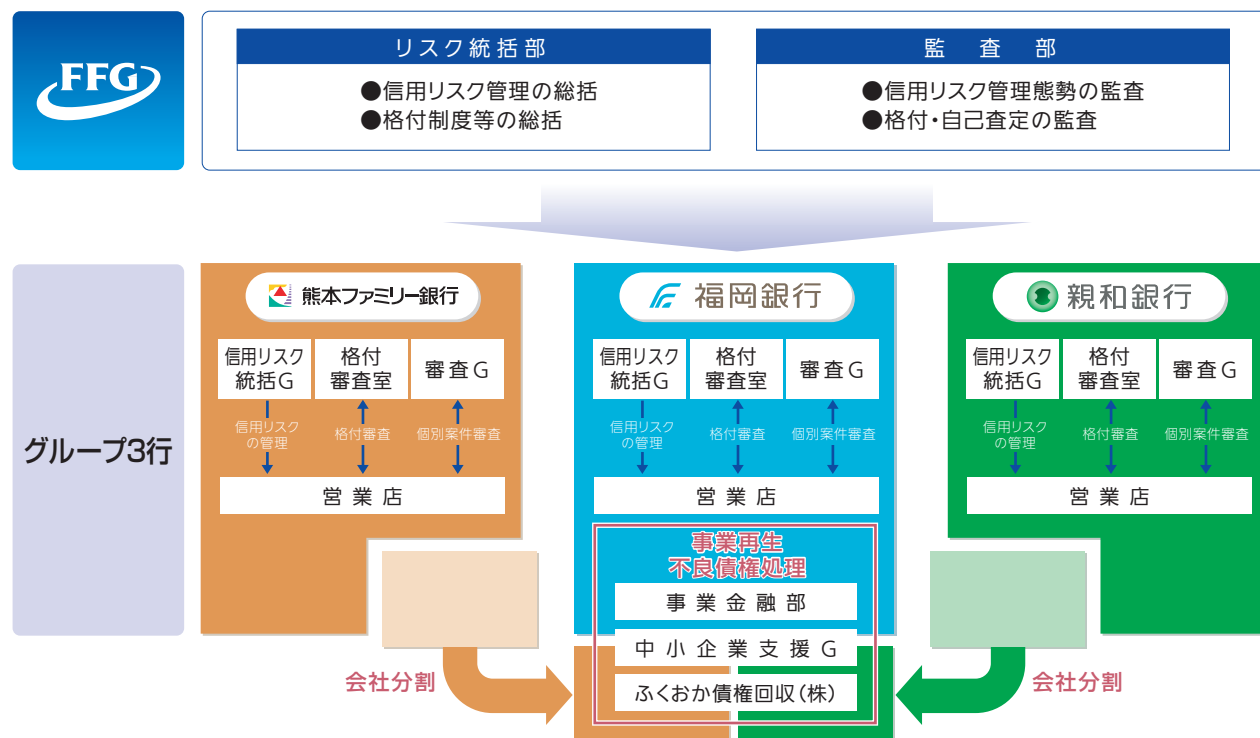 FFG
リスク統括部
●信用リスク管理の総括
●格付制度等の総括
監査部
●信用リスク管理態勢の監査
●格付・自己査定の監査
グループ3行
熊本ファミリー銀行
信用リスク
統括G
格付
審査室
審査G
信用リスク
の管理
格付審査
個別案件審査
営業店
福岡銀行
信用リスク
統括G
格付
審査室
審査G
信用リスク
の管理
格付審査
個別案件審査
営業店
事業再生
不良債権処理
事業金融部
中小企業支援G
ふくおか債権回収(株)
親和銀行
信用リスク
統括G
格付
審査室
審査G
信用リスク
の管理
格付審査
個別案件審査
営業店
会社分割
会社分割